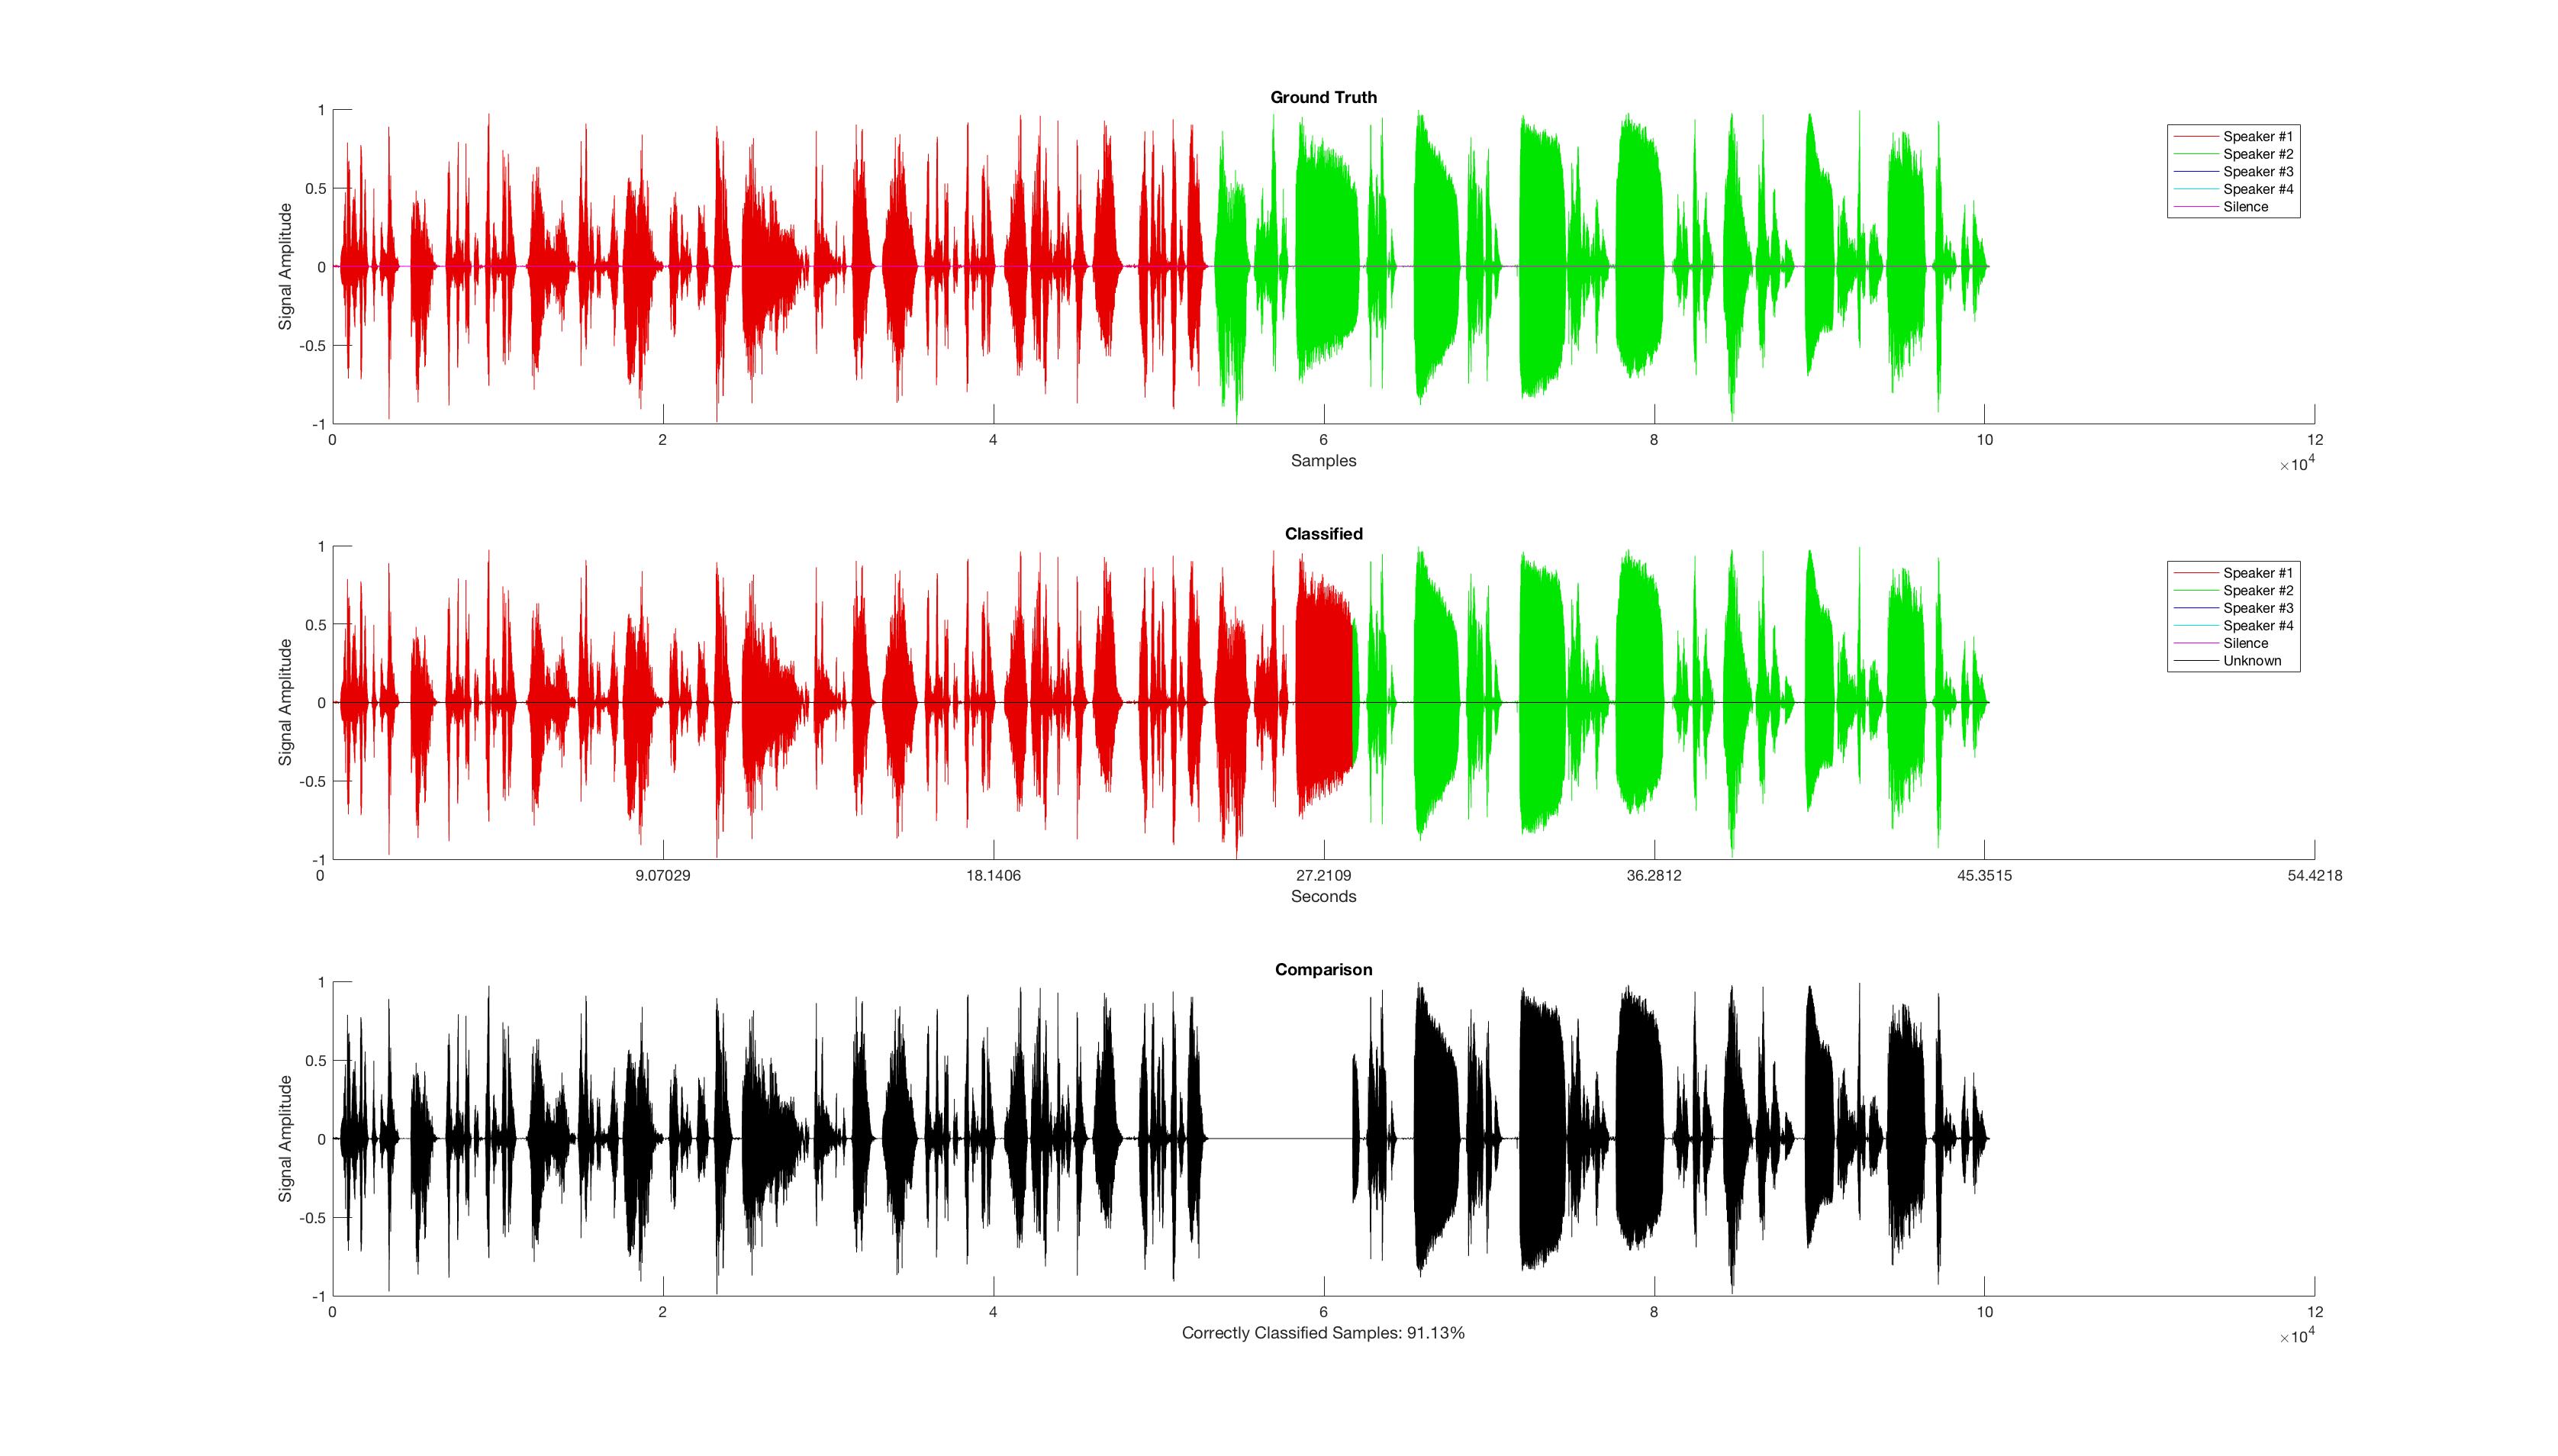 Ground Truth
1
0.5
0
-0.5
-1
Signal Amplitude
0 2 4 6 8 10 12
Samples
×10^4
Speaker #1
Speaker #2
Speaker #3
Speaker #4
Silence
Classified
1
0.5
0
-0.5
-1
Signal Amplitude
0 9.07029 18.1406 27.2109 36.2812 45.3515 54.4218
Seconds
Speaker #1
Speaker #2
Speaker #3
Speaker #4
Silence
Unknown
Comparison
1
0.5
0
-0.5
-1
Signal Amplitude
0 2 4 6 8 10 12
Correctly Classified Samples: 91.13%
×10^4